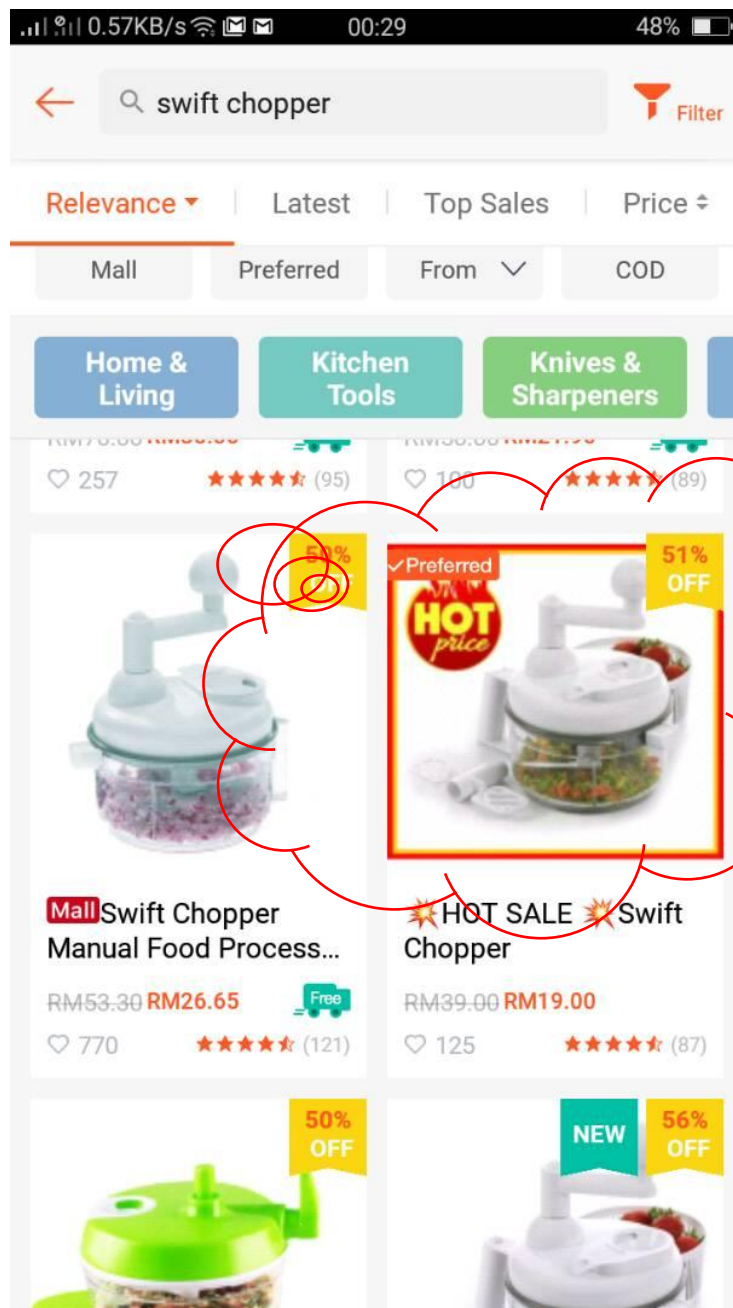 0.57KB/s 00:29 48%
swift chopper Filter
Relevance Latest Top Sales Price
Mall Preferred From COD
Home & Living Kitchen Tools Knives & Sharpeners
257 (95) 100 (89)
50% OFF
Preferred
51% OFF
HOT
price
Mall Swift Chopper
Manual Food Process...
RM53.30 RM26.65 Free
770 (121)
💥HOT SALE 💥Swift
Chopper
RM39.00 RM19.00
125 (87)
50%
OFF
NEW
56%
OFF